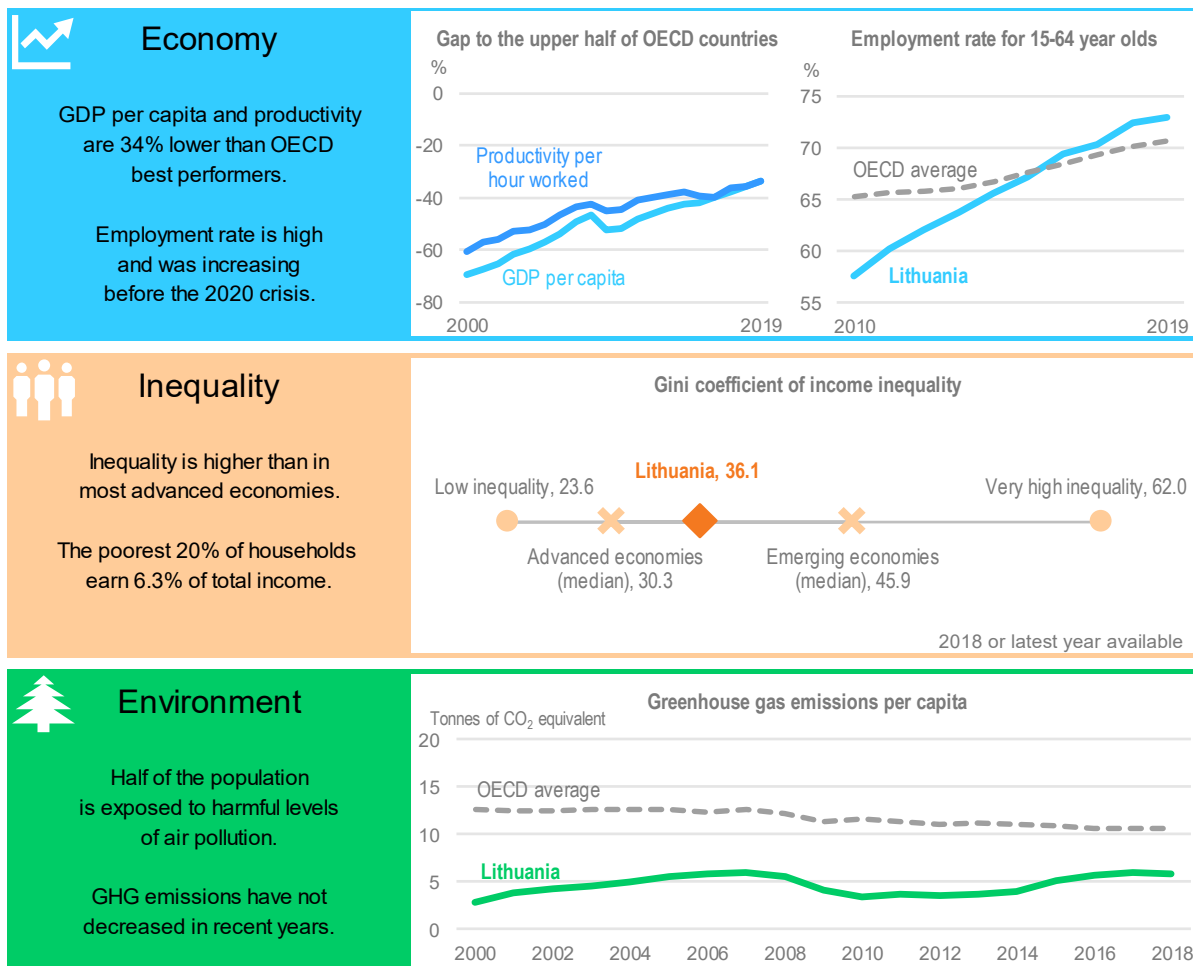 Economy
GDP per capita and productivity
are 34% lower than OECD
best performers.
Employment rate is high
and was increasing
before the 2020 crisis.
Gap to the upper half of OECD countries
%
0
-20
-40
-60
-80
Productivity per
hour worked
GDP per capita
2000
2019
Employment rate for 15-64 year olds
%
75
70
65
60
55
OECD average
Lithuania
2010
2019
Inequality
Inequality is higher than in
most advanced economies.
The poorest 20% of households
earn 6.3% of total income.
Gini coefficient of income inequality
Lithuania, 36.1
Low inequality, 23.6
Very high inequality, 62.0
Advanced economies
(median), 30.3
Emerging economies
(median), 45.9
2018 or latest year available
Environment
Half of the population
is exposed to harmful levels
of air pollution.
GHG emissions have not
decreased in recent years.
Greenhouse gas emissions per capita
Tonnes of CO₂ equivalent
20
15
10
5
0
OECD average
Lithuania
2000 2002 2004 2006 2008 2010 2012 2014 2016 2018